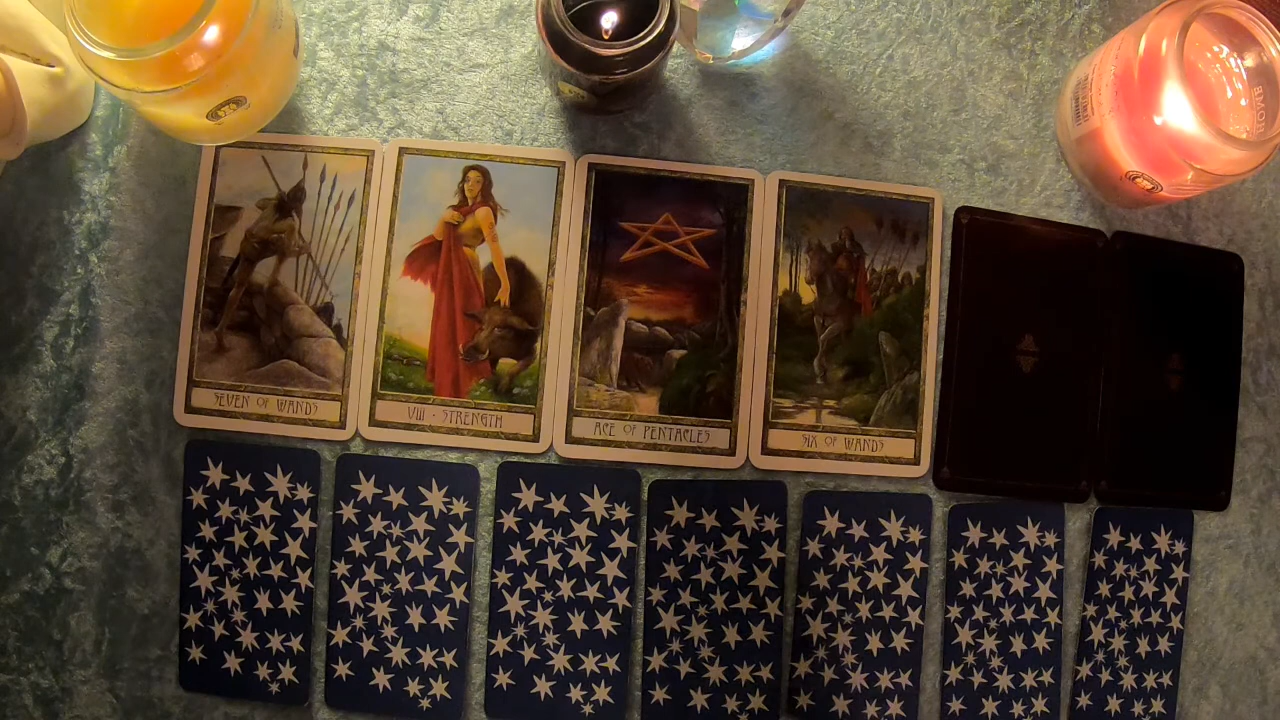 SEVEN OF WANDS
VIII · STRENGTH
ACE OF PENTACLES
SIX OF WANDS